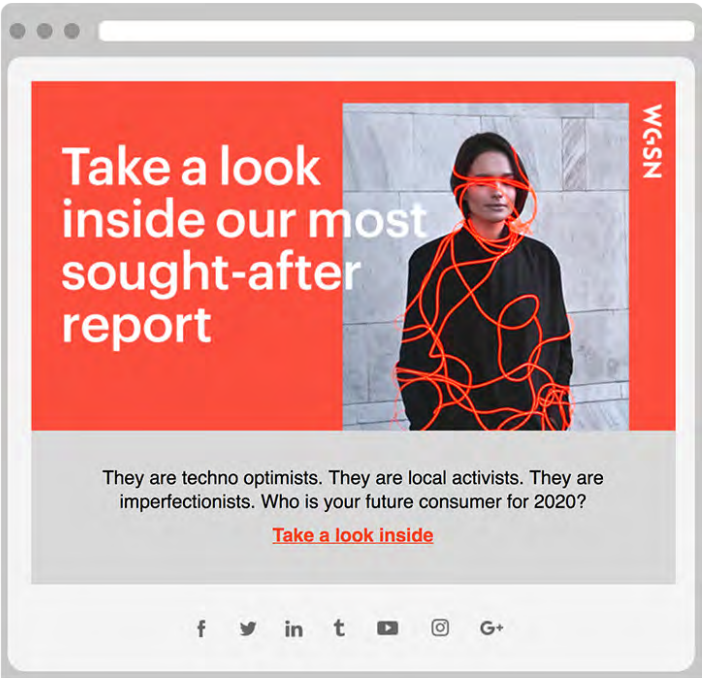 Take a look
inside our most
sought-after
report
WGSN
They are techno optimists. They are local activists. They are
imperfectionists. Who is your future consumer for 2020?
Take a look inside
f in t G+